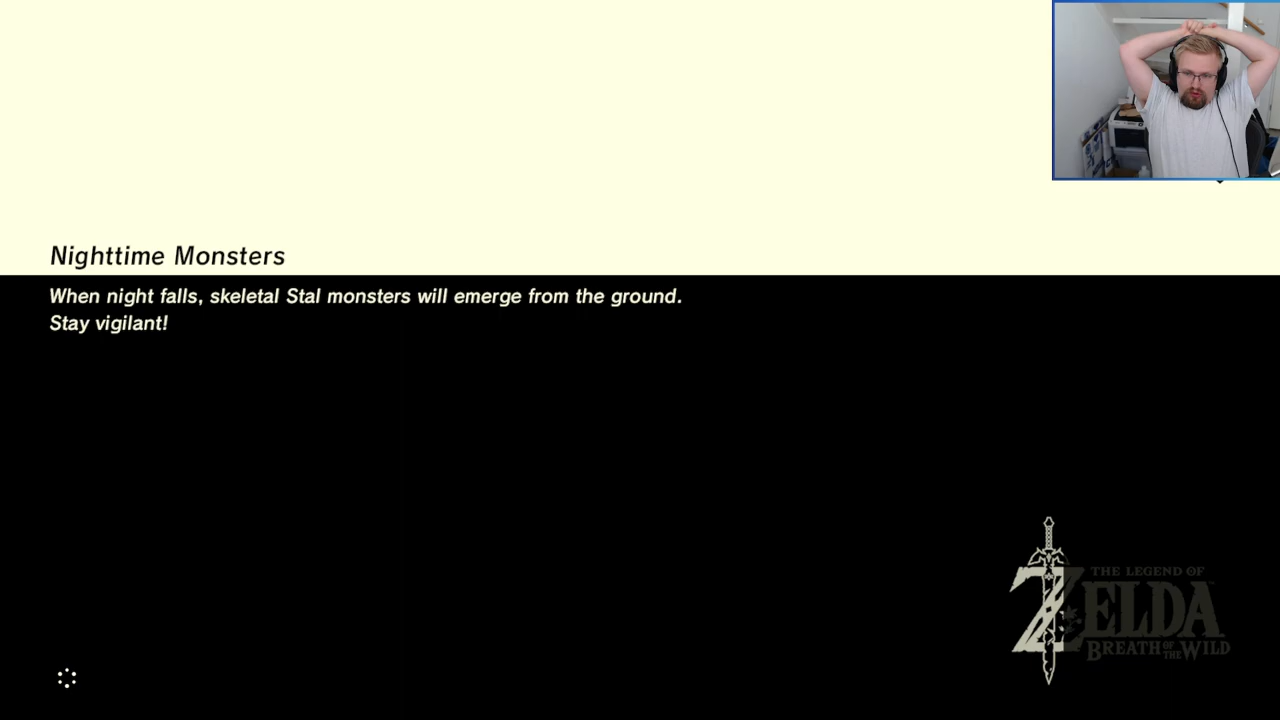 Nighttime Monsters
When night falls, skeletal Stal monsters will emerge from the ground.
Stay vigilant!
THE LEGEND OF
ZELDA
BREATH OF THE WILD